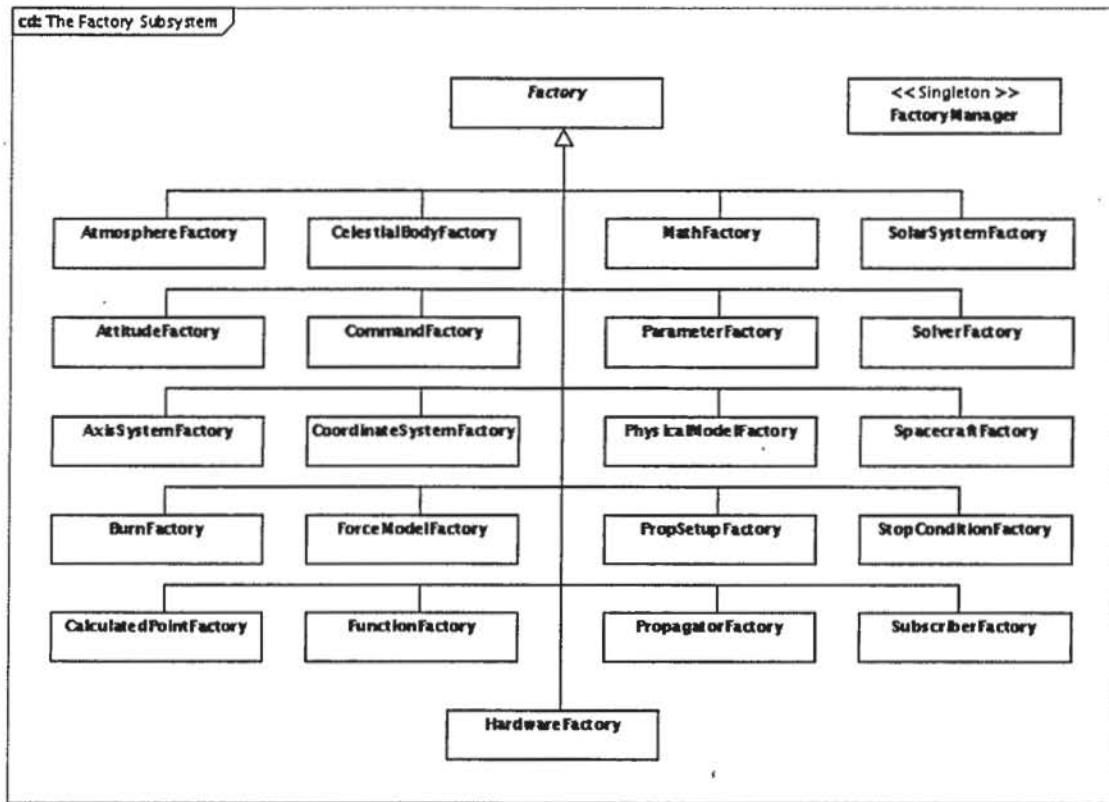 cd: The Factory Subsystem
Factory
<< Singleton >>
FactoryManager
AtmosphereFactory
CelestialBodyFactory
MathFactory
SolarSystemFactory
AttitudeFactory
CommandFactory
ParameterFactory
SolverFactory
AxisSystemFactory
CoordinateSystemFactory
PhysicalModelFactory
SpacecraftFactory
BurnFactory
ForceModelFactory
PropSetupFactory
StopConditionFactory
CalculatedPointFactory
FunctionFactory
PropagatorFactory
SubscriberFactory
HardwareFactory